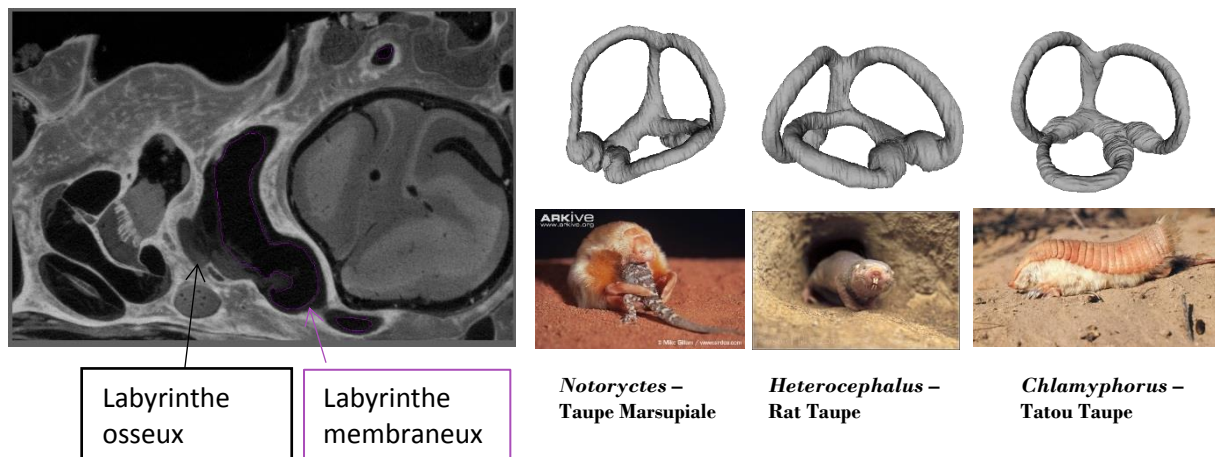 ARKive
www.arkive.org
Labyrinthe
osseux
Labyrinthe
membraneux
Notoryctes –
Taupe Marsupiale
Heterocephalus –
Rat Taupe
Chlamyphorus –
Tatou Taupe